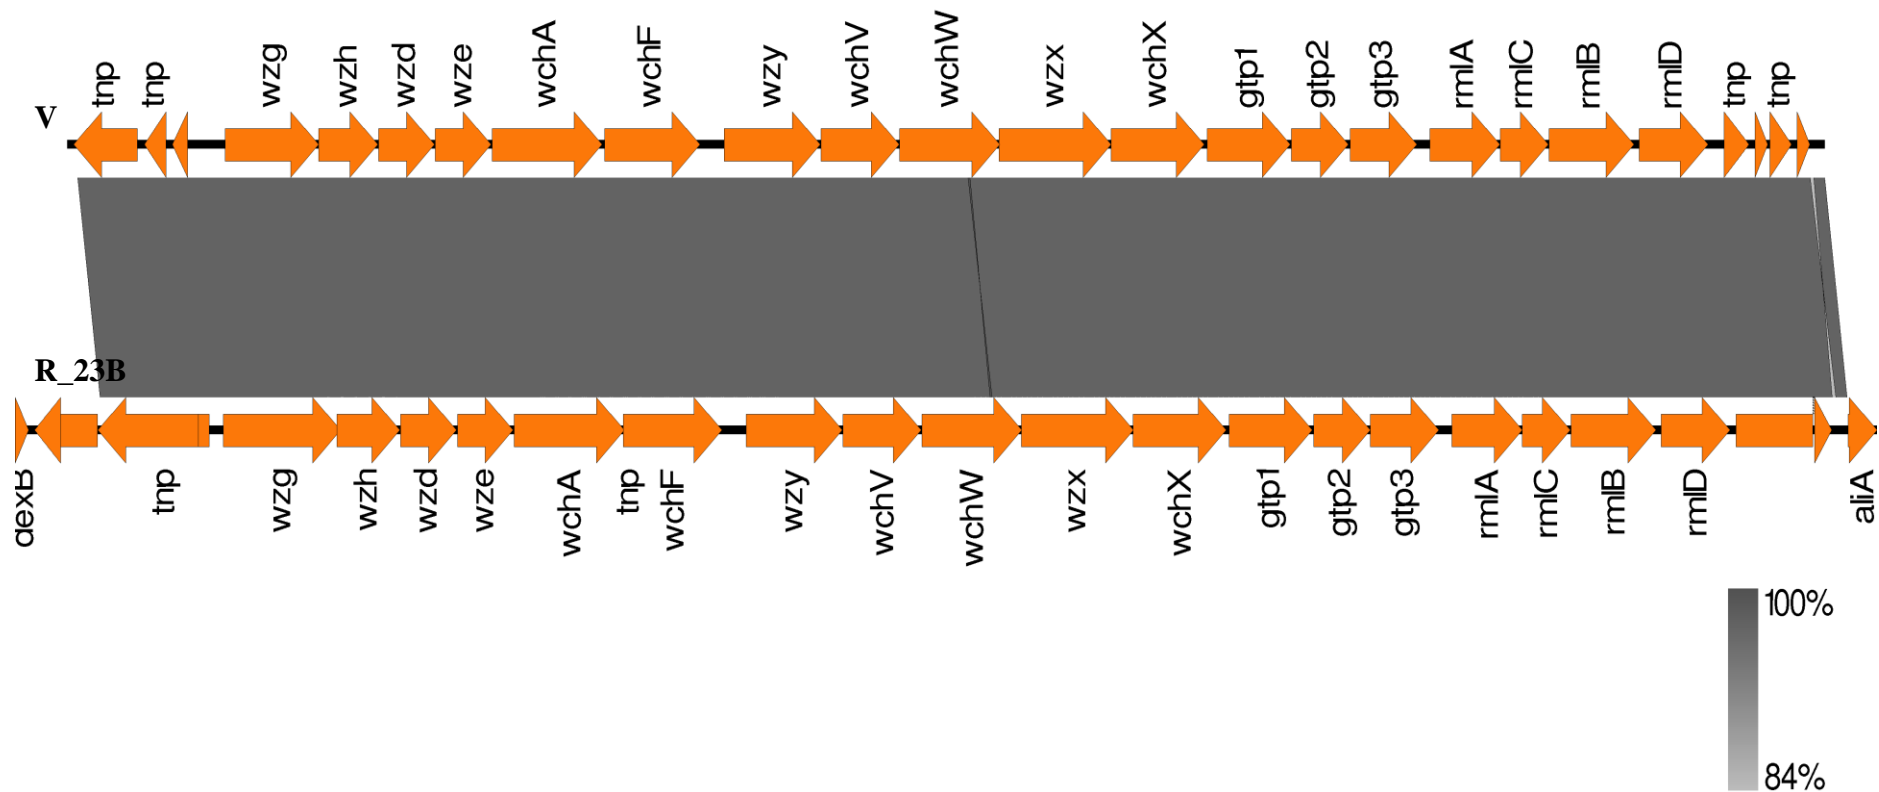 tnp tnp wzg wzh wzd wze wchA wchF wzy wchV wchW wzx wchX gtp1 gtp2 gtp3 rmlA rmlC rmlB rmlD tnp tnp
V
R_23B
dexB tnp wzg wzh wzd wze wchA tnp wchF wzy wchV wchW wzx wchX gtp1 gtp2 gtp3 rmlA rmlC rmlB rmlD aliA
100%
84%